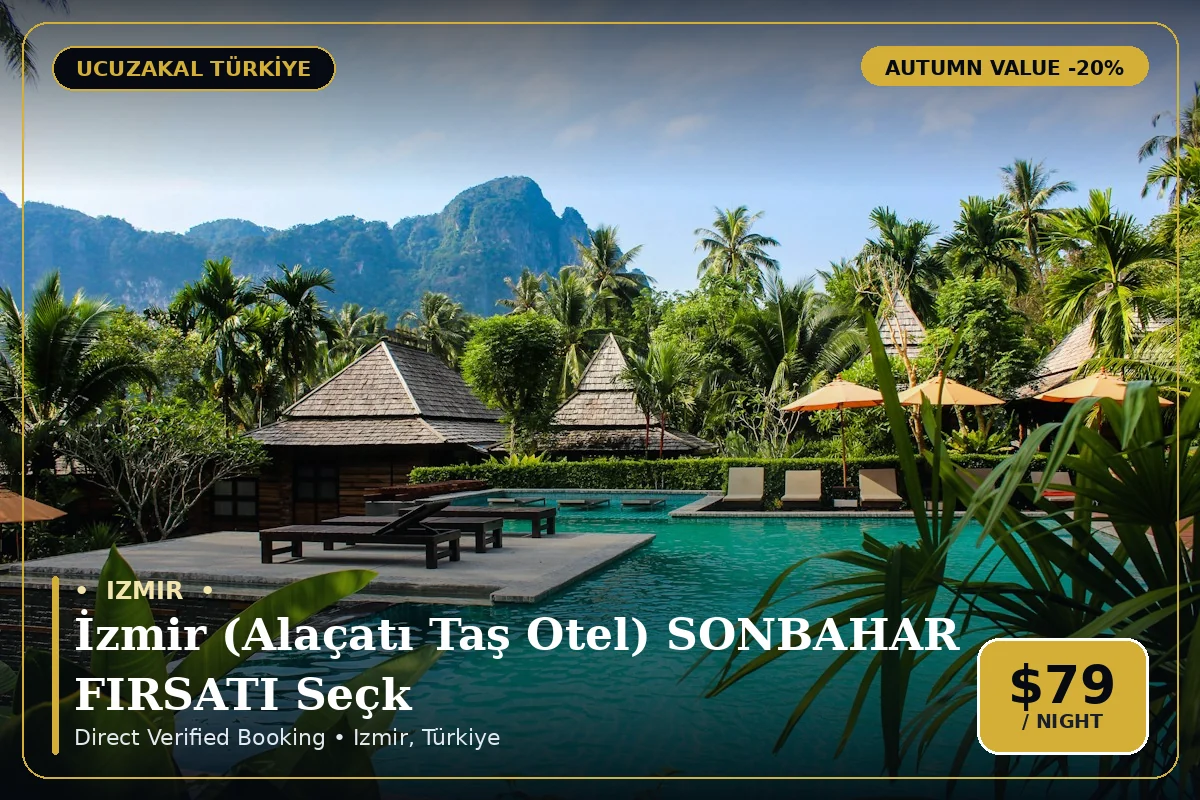 UCUZAKAL TÜRKİYE
AUTUMN VALUE -20%
• IZMIR •
İzmir (Alaçatı Taş Otel) SONBAHAR
FIRSATI Seçk
Direct Verified Booking • Izmir, Türkiye
$79
/ NIGHT